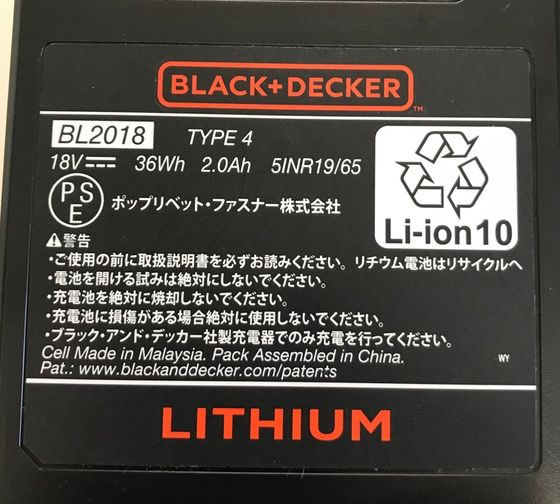 BLACK+DECKER™
BL2018 TYPE 4
18V⎓ 36Wh 2.0Ah 5INR19/65
PSE ポップリベット・ファスナー株式会社
Li-ion10
⚠警告
・ご使用の前に取扱説明書を必ずお読みください。リチウム電池はリサイクルへ
・電池を開ける試みは絶対にしないでください。
・充電池を絶対に焼却しないでください。
・充電池に損傷がある場合絶対に使用しないでください。
・ブラック・アンド・デッカー社製充電器でのみ充電を行ってください。
Cell Made in Malaysia. Pack Assembled in China.
WY
Pat.: www.blackanddecker.com/patents
LITHIUM